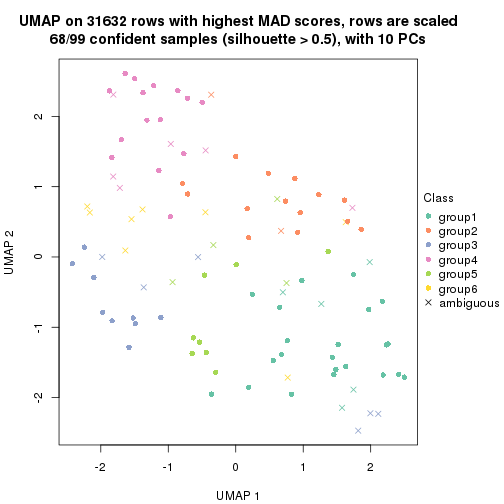 UMAP on 31632 rows with highest MAD scores, rows are scaled
68/99 confident samples (silhouette > 0.5), with 10 PCs
2
1
0
-1
-2
UMAP 2
-2
-1
0
1
2
UMAP 1
Class
group1
group2
group3
group4
group5
group6
ambiguous